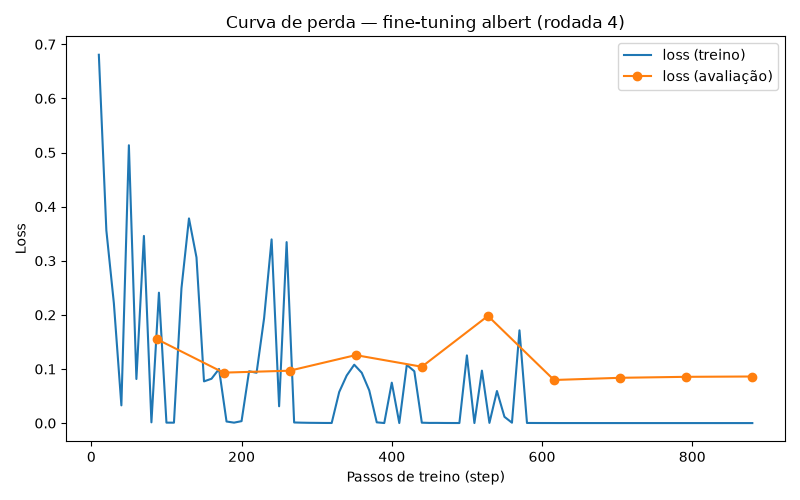 Curva de perda — fine-tuning albert (rodada 4)
loss (treino)
loss (avaliação)
Loss
0.7
0.6
0.5
0.4
0.3
0.2
0.1
0.0
0
200
400
600
800
Passos de treino (step)